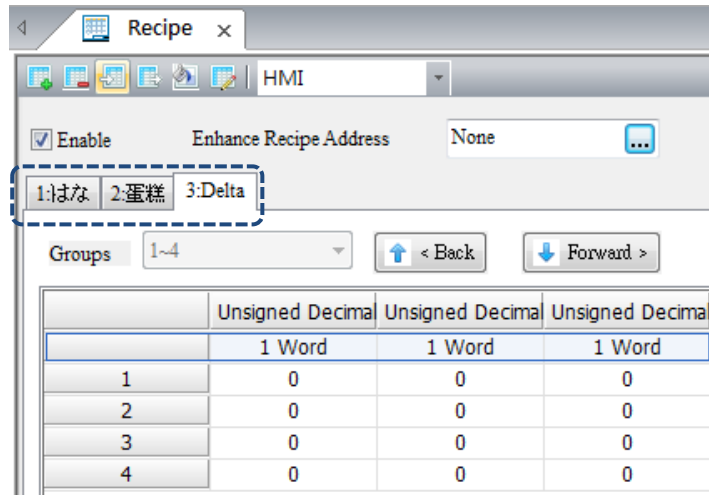 Recipe
HMI
Enable Enhance Recipe Address None ...
1:はな 2:蛋糕 3:Delta
Groups 1~4 < Back Forward >
Unsigned Decimal Unsigned Decimal Unsigned Decimal
1 Word 1 Word 1 Word
1 0 0 0
2 0 0 0
3 0 0 0
4 0 0 0